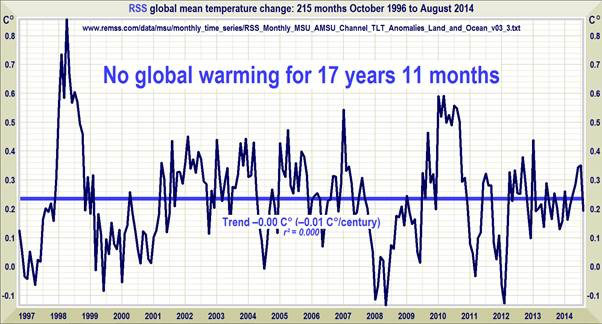 RSS global mean temperature change: 215 months October 1996 to August 2014
C° www.remss.com/data/msu/monthly_time_series/RSS_Monthly_MSU_AMSU_Channel_TLT_Anomalies_Land_and_Ocean_v03_3.txt C°
No global warming for 17 years 11 months
0.8 0.8
0.7 0.7
0.6 0.6
0.5 0.5
0.4 0.4
0.3 0.3
0.2 0.2
Trend –0.00 C° (–0.01 C°/century)
r² = 0.000
0.1 0.1
0.0 0.0
-0.1 -0.1
1997 1998 1999 2000 2001 2002 2003 2004 2005 2006 2007 2008 2009 2010 2011 2012 2013 2014